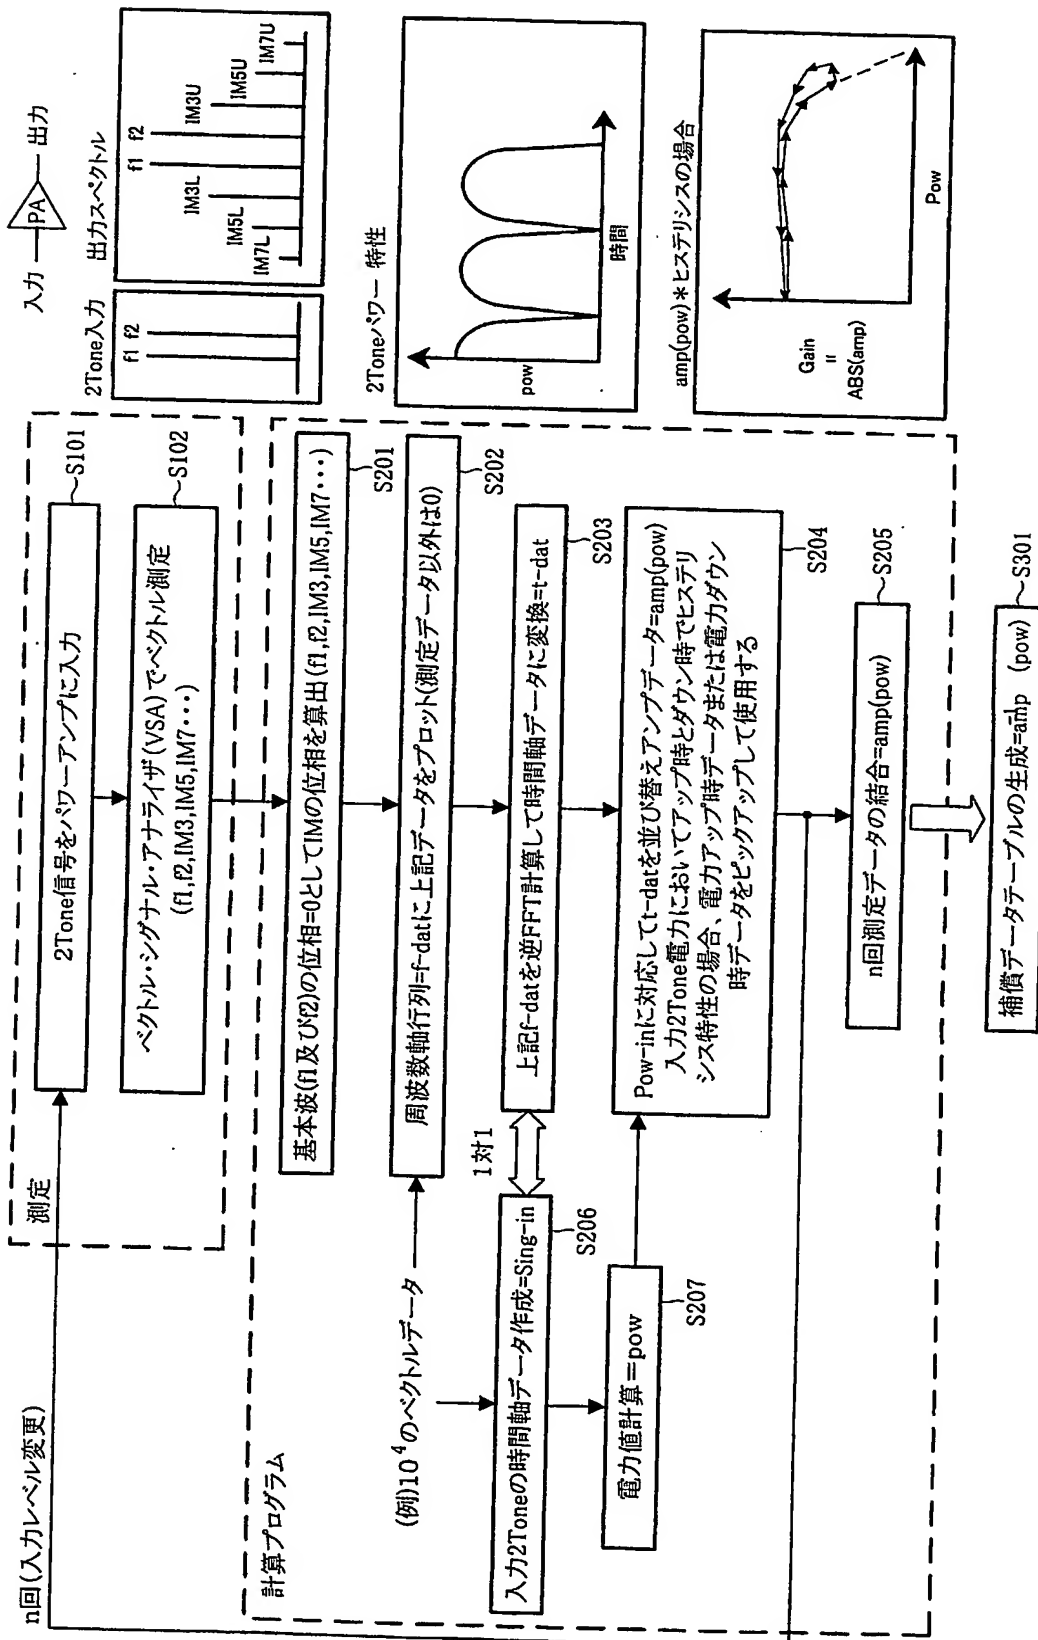 n回(入力レベル変更)
測定
2Tone信号をパワーアンプに入力
S101
ベクトル・シグナル・アナライザ(VSA)でベクトル測定
(f1,f2,IM3,IM5,IM7・・・)
S102
計算プログラム
基本波(f1及びf2)の位相=0としてIMの位相を算出(f1,f2,IM3,IM5,IM7・・・)
S201
(例)10⁴のベクトルデータ
周波数軸行列=f-datに上記データをプロット(測定データ以外は0)
S202
入力2Toneの時間軸データ作成=Sing-in
S206
1対1
上記f-datを逆FFT計算して時間軸データに変換=t-dat
S203
電力値計算=pow
S207
Pow-inに対応してt-datを並び替えアンプデータ=amp(pow)
入力2Tone電力においてアップ時とダウン時でヒステリ
シス特性の場合、電力アップ時データまたは電力ダウン
時データをピックアップして使用する
S204
n回測定データの結合=amp(pow)
S205
補償データテーブルの生成=amp (pow)
S301
入力
PA
出力
2Tone入力
f1 f2
出力スペクトル
IM7L
IM5L
IM3L
f1 f2
IM3U
IM5U
IM7U
2Toneパワー 特性
pow
時間
amp(pow)*ヒステリシスの場合
Gain
=
ABS(amp)
Pow